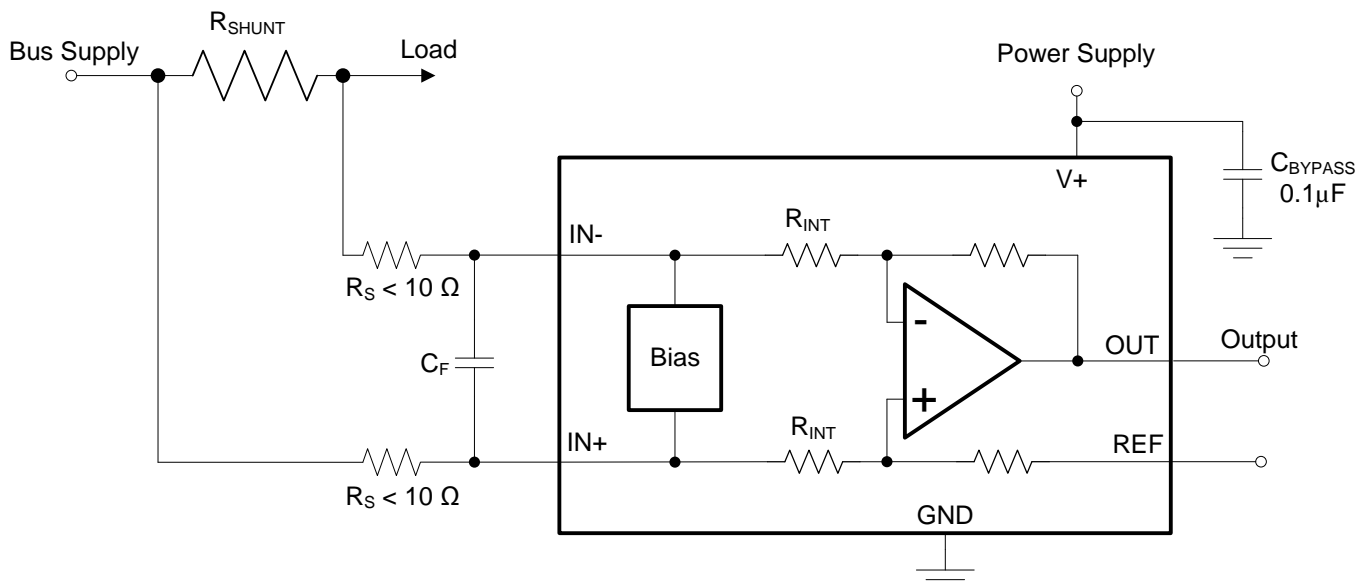 R_SHUNT
Bus Supply
Load
Power Supply
V+
C_BYPASS
0.1μF
R_S < 10 Ω
IN-
R_INT
C_F
Bias
-
+
OUT
Output
R_S < 10 Ω
IN+
R_INT
REF
GND